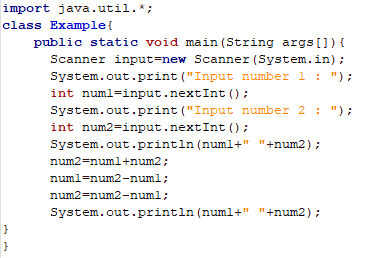 import java.util.*;
class Example{
public static void main(String args[]){
Scanner input=new Scanner(System.in);
System.out.print("Input number 1 : ");
int num1=input.nextInt();
System.out.print("Input number 2 : ");
int num2=input.nextInt();
System.out.println(num1+" "+num2);
num2=num1+num2;
num1=num2-num1;
num2=num2-num1;
System.out.println(num1+" "+num2);
}
}